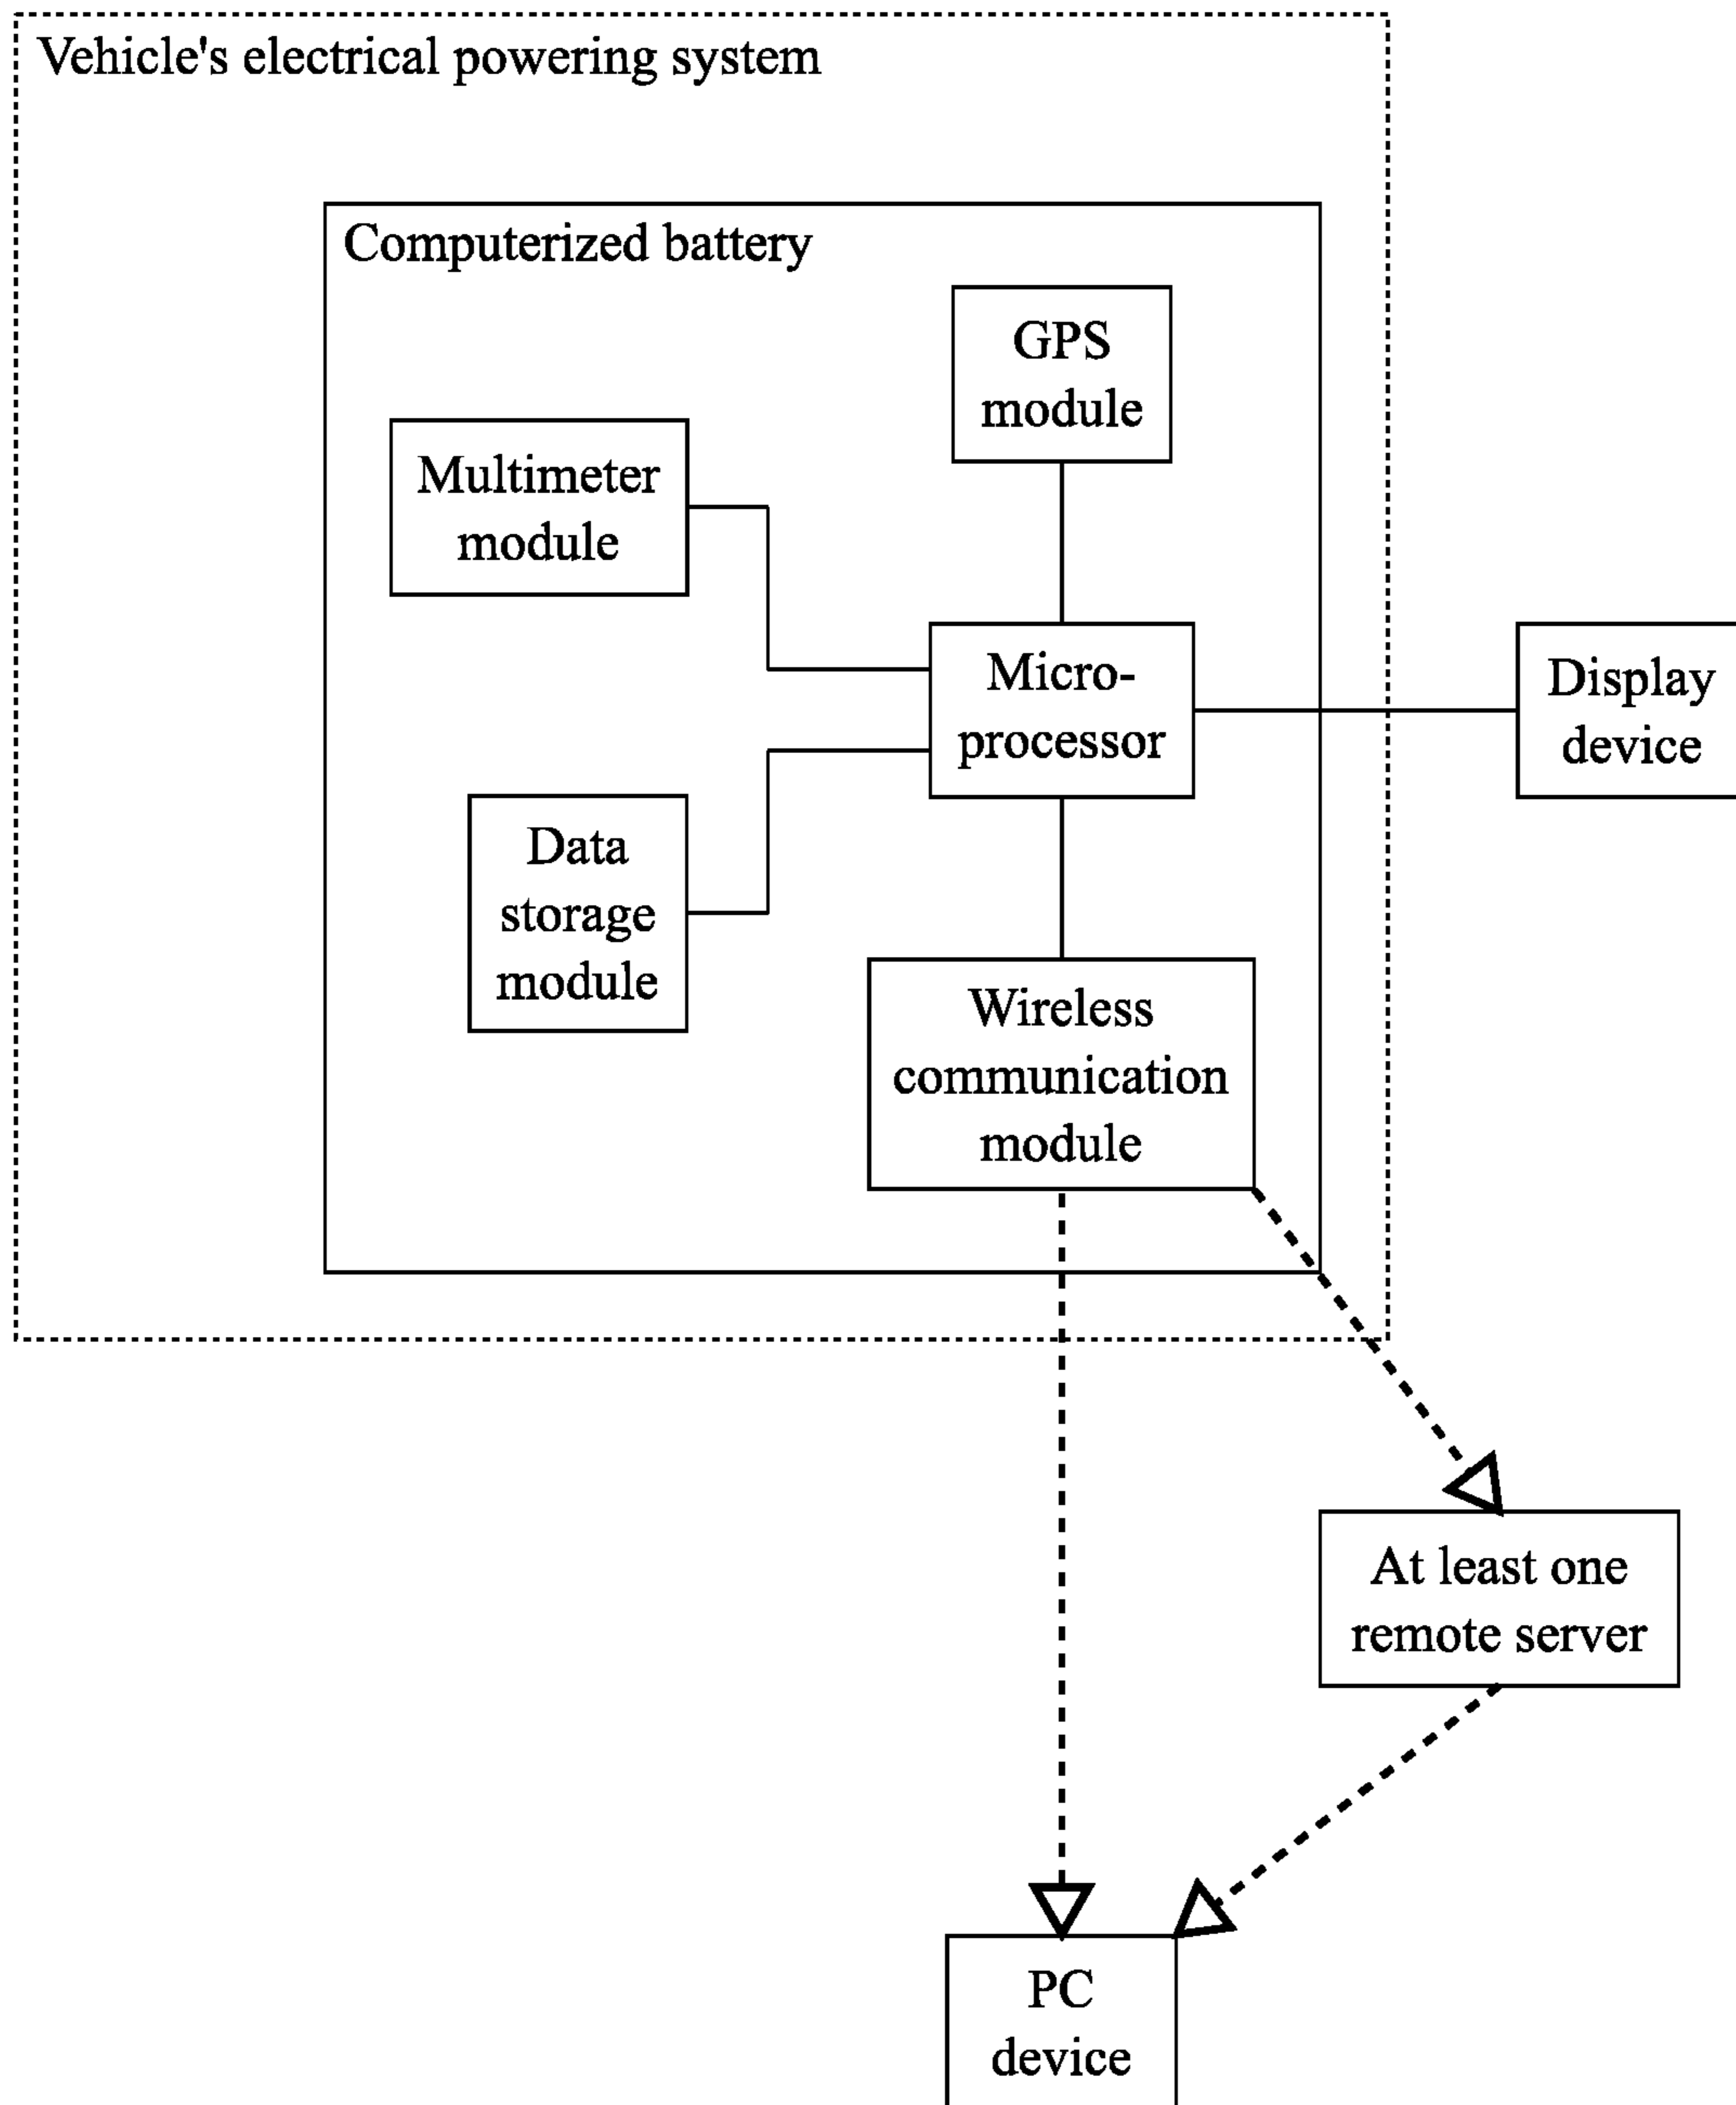 Vehicle's electrical powering system
Computerized battery
GPS
module
Multimeter
module
Micro-
processor
Display
device
Data
storage
module
Wireless
communication
module
At least one
remote server
PC
device